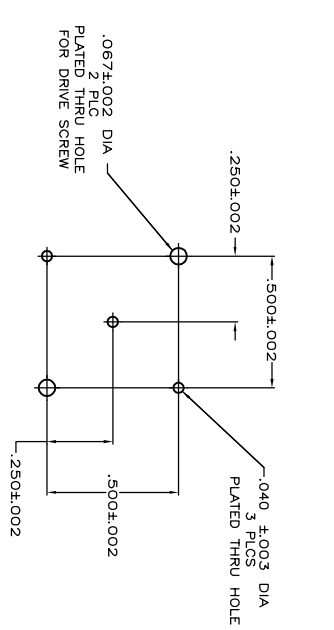 .067±.002 DIA
2 PLC
PLATED THRU HOLE
FOR DRIVE SCREW
.250±.002
.500±.002
.040 ±.003 DIA
3 PLCS
PLATED THRU HOLE
.500±.002
.250±.002